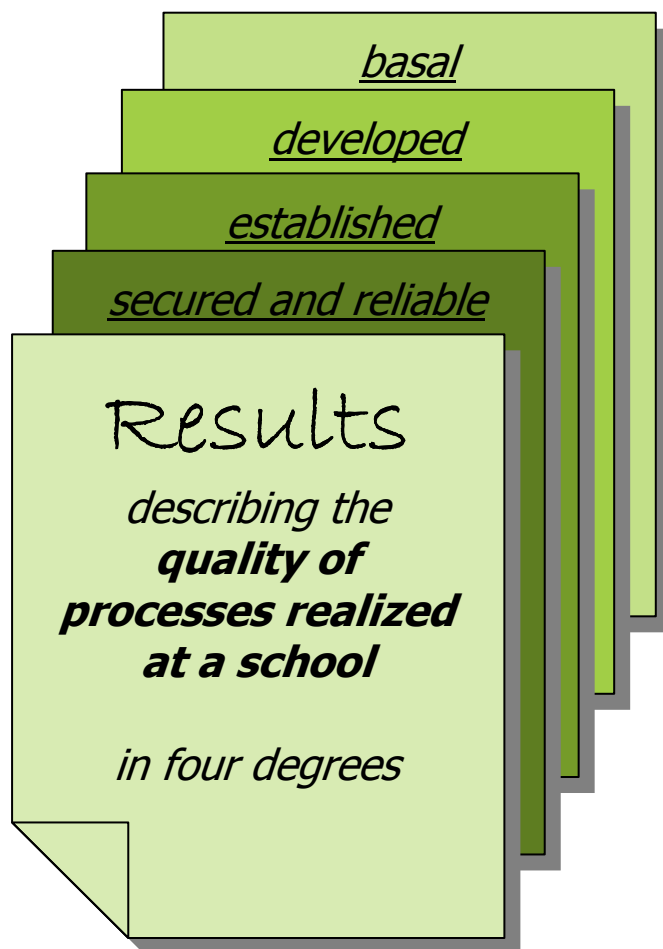 basal
developed
established
secured and reliable
Results
describing the
quality of
processes realized
at a school
in four degrees